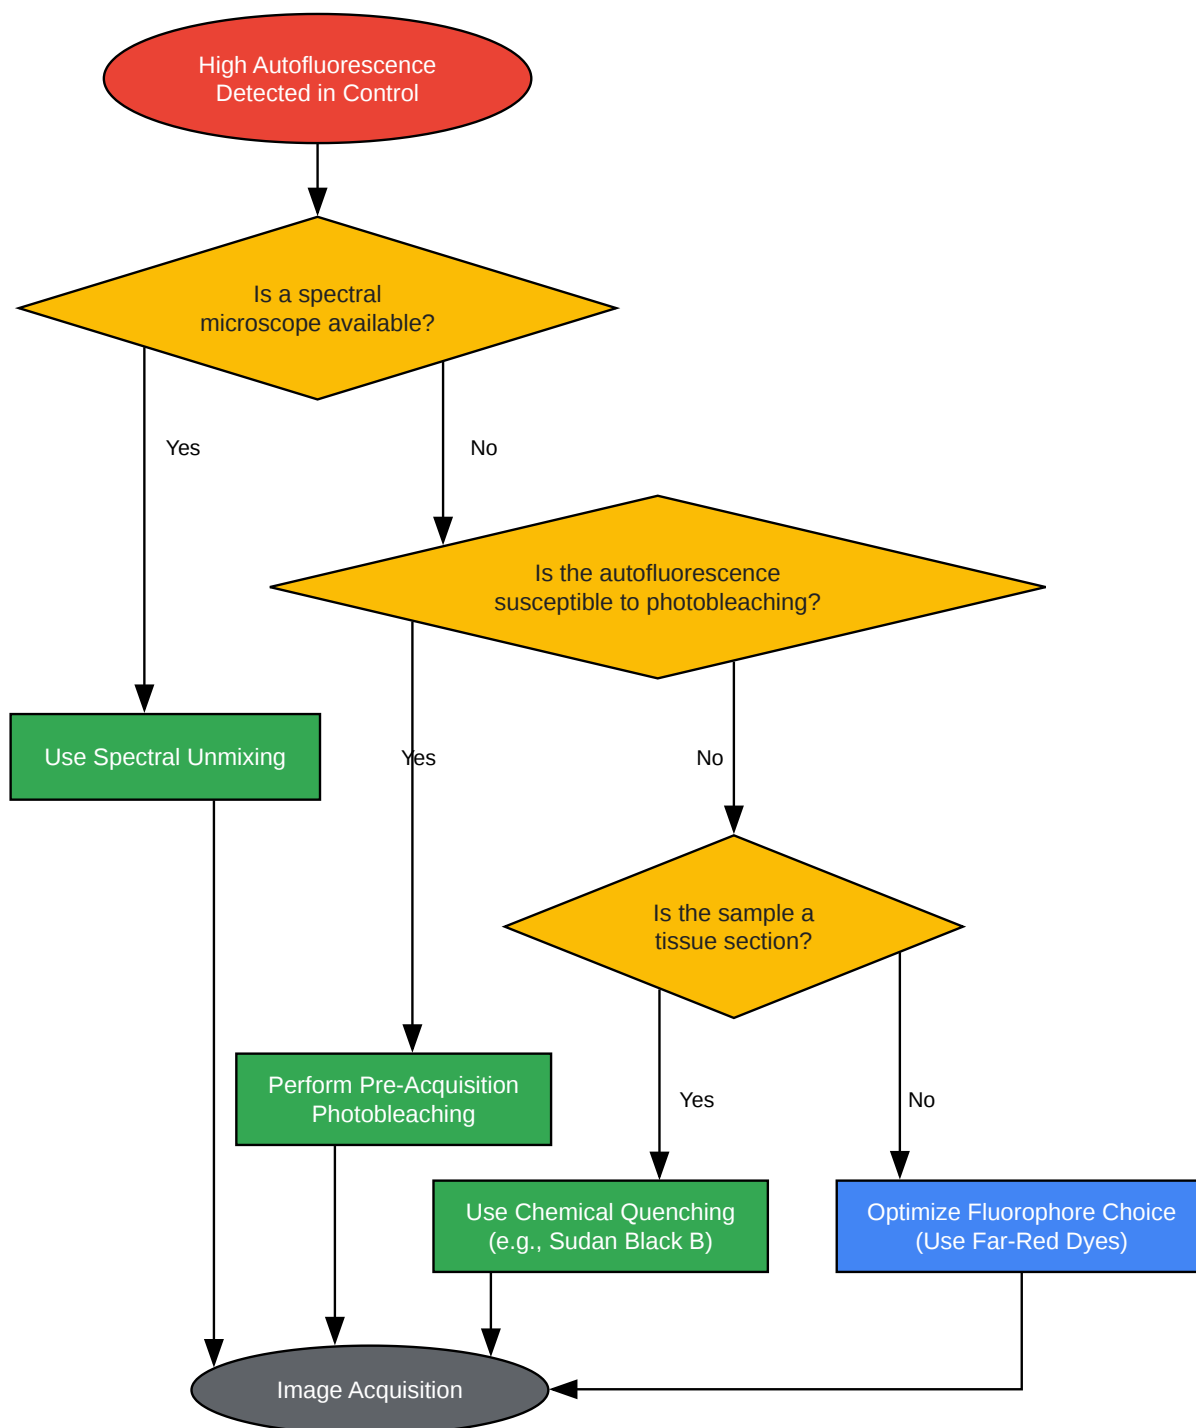 High Autofluorescence
Detected in Control
Is a spectral
microscope available?
Yes
No
Is the autofluorescence
susceptible to photobleaching?
Use Spectral Unmixing
Yes
No
Is the sample a
tissue section?
Perform Pre-Acquisition
Photobleaching
Yes
No
Use Chemical Quenching
(e.g., Sudan Black B)
Optimize Fluorophore Choice
(Use Far-Red Dyes)
Image Acquisition